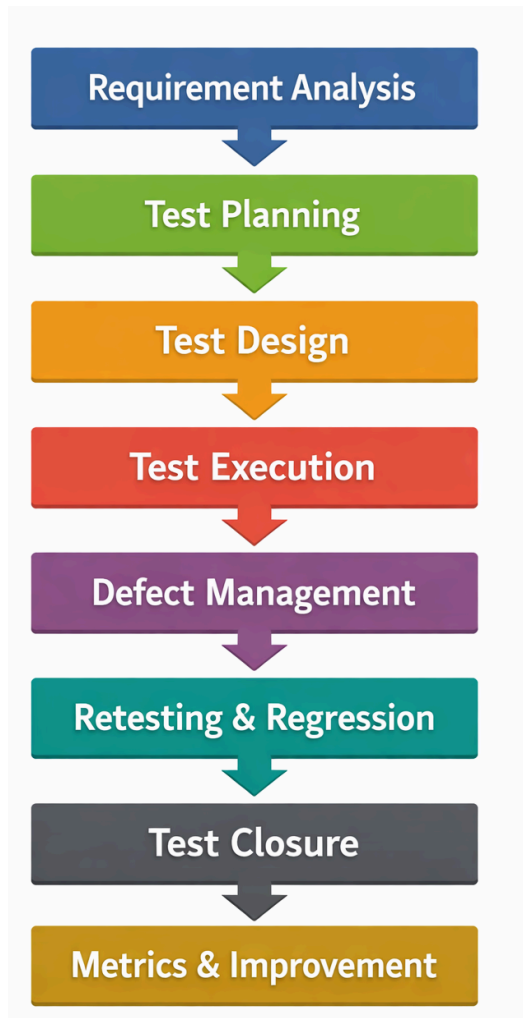 Requirement Analysis
Test Planning
Test Design
Test Execution
Defect Management
Retesting & Regression
Test Closure
Metrics & Improvement